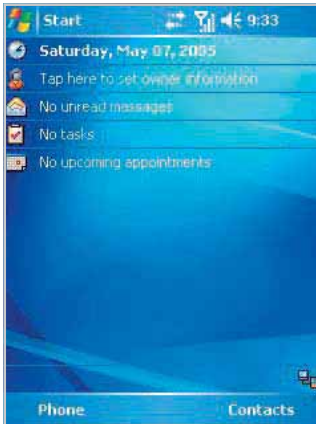 Start 9:33
Saturday, May 07, 2005
Tap here to set owner information
No unread messages
No tasks
No upcoming appointments
Phone Contacts